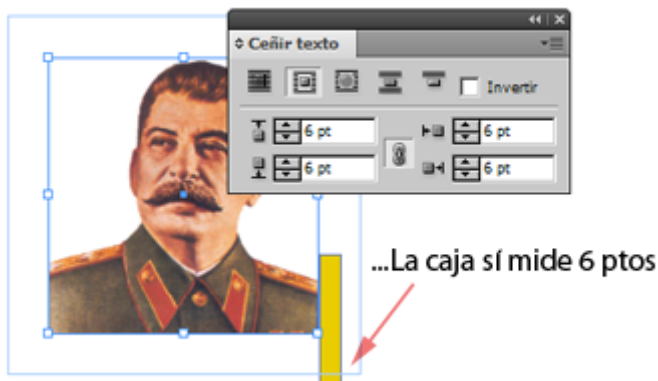 Ceñir texto
Invertir
6 pt 6 pt
6 pt 6 pt
...La caja sí mide 6 ptos